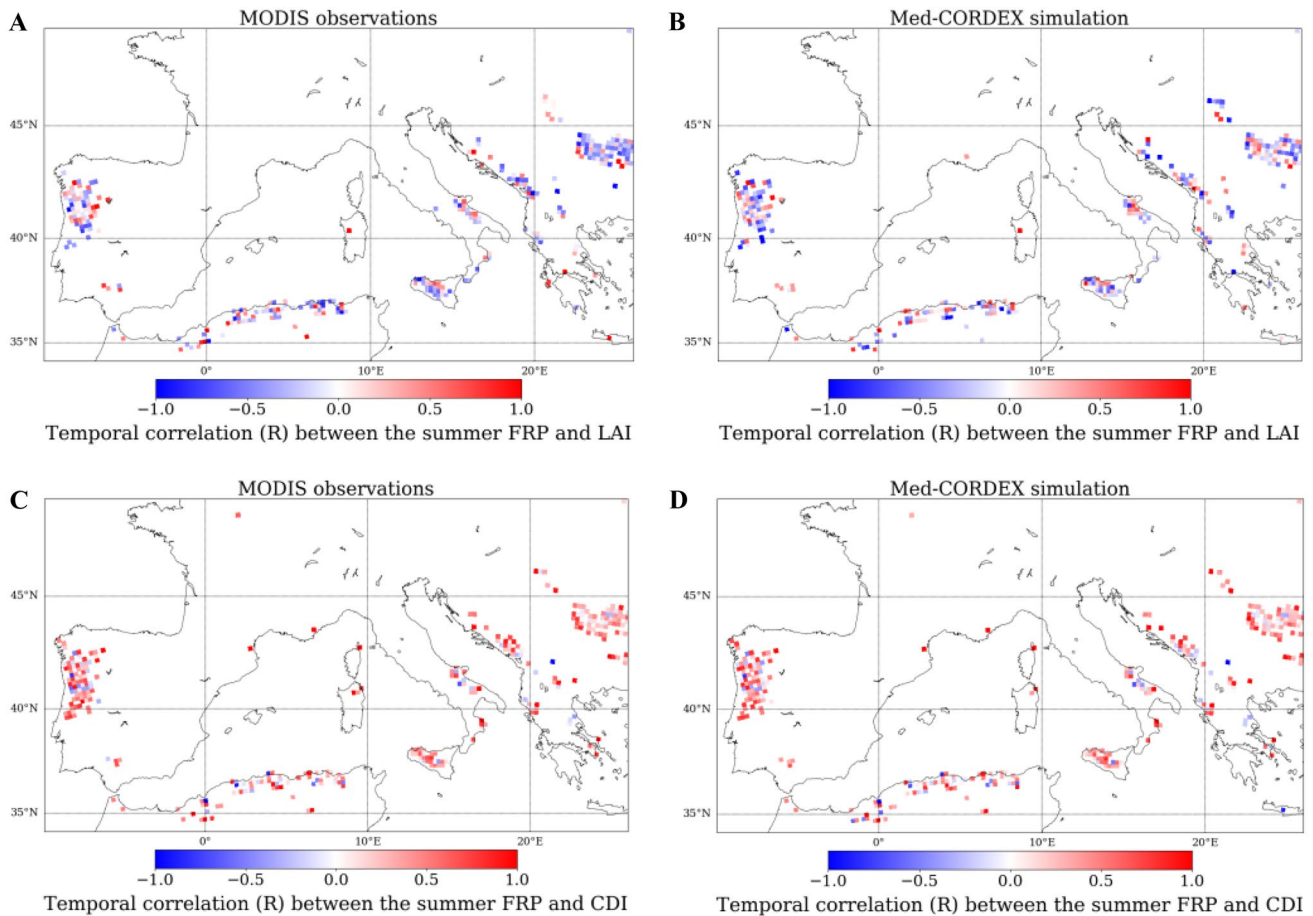 A
MODIS observations
45°N
40°N
35°N
0°
10°E
20°E
−1.0 −0.5 0.0 0.5 1.0
Temporal correlation (R) between the summer FRP and LAI
B
Med-CORDEX simulation
45°N
40°N
35°N
0°
10°E
20°E
−1.0 −0.5 0.0 0.5 1.0
Temporal correlation (R) between the summer FRP and LAI
C
MODIS observations
45°N
40°N
35°N
0°
10°E
20°E
−1.0 −0.5 0.0 0.5 1.0
Temporal correlation (R) between the summer FRP and CDI
D
Med-CORDEX simulation
45°N
40°N
35°N
0°
10°E
20°E
−1.0 −0.5 0.0 0.5 1.0
Temporal correlation (R) between the summer FRP and CDI